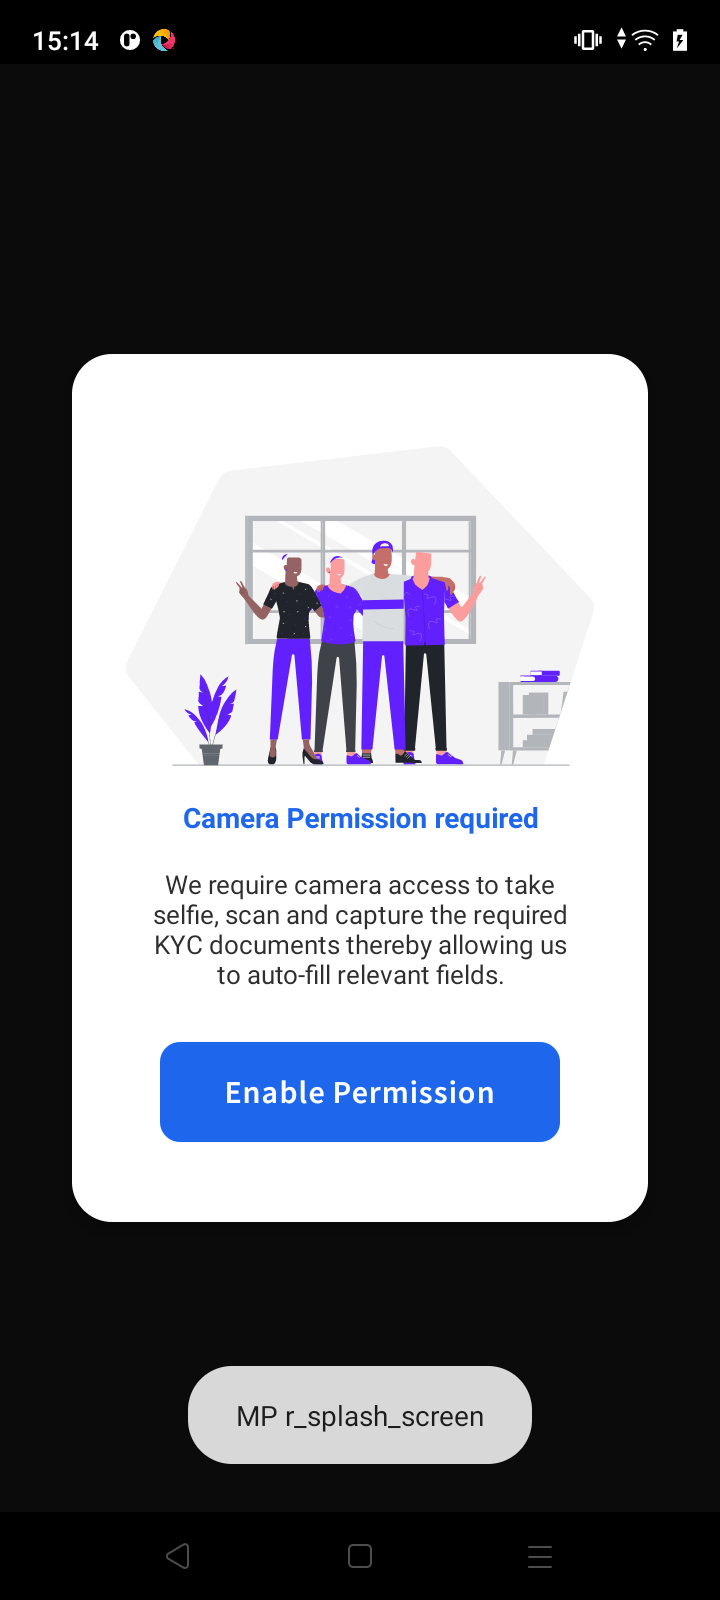 15:14
Camera Permission required
We require camera access to take
selfie, scan and capture the required
KYC documents thereby allowing us
to auto-fill relevant fields.
Enable Permission
MP r_splash_screen